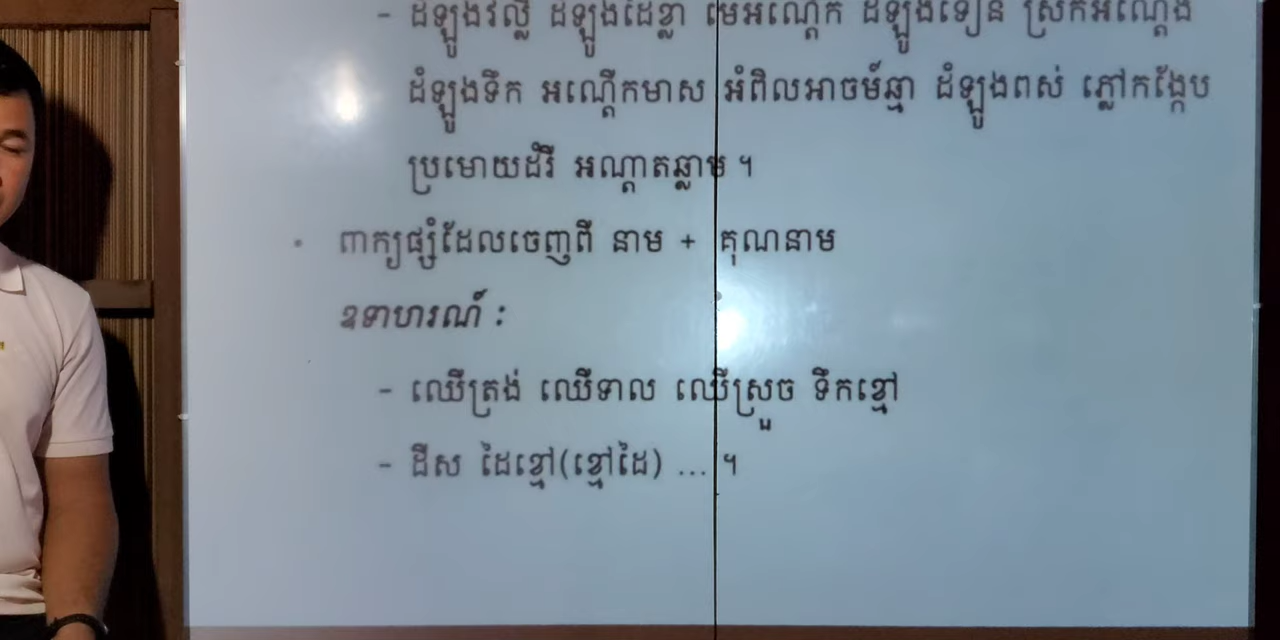 - ដំឡូងវល្លិ៍ ដំឡូងដៃខ្លា មើមអណ្តើក ដំឡូងទៀន ស្រកីអណ្តែង
ដំឡូងទឹក អណ្តើកមាស អំពិលអាចម៍ឆ្មា ដំឡូងពស់ ភ្លៅកង្កែប
ប្រមោយដំរី អណ្តាតឆ្លាម ។
• ពាក្យផ្សំដែលចេញពី នាម + គុណនាម
ឧទាហរណ៍ ៖
- ឈើត្រង់ ឈើទាល ឈើស្រួច ទឹកខ្មៅ
- ដីស ដៃខ្មៅ(ខ្មៅដៃ) ... ។